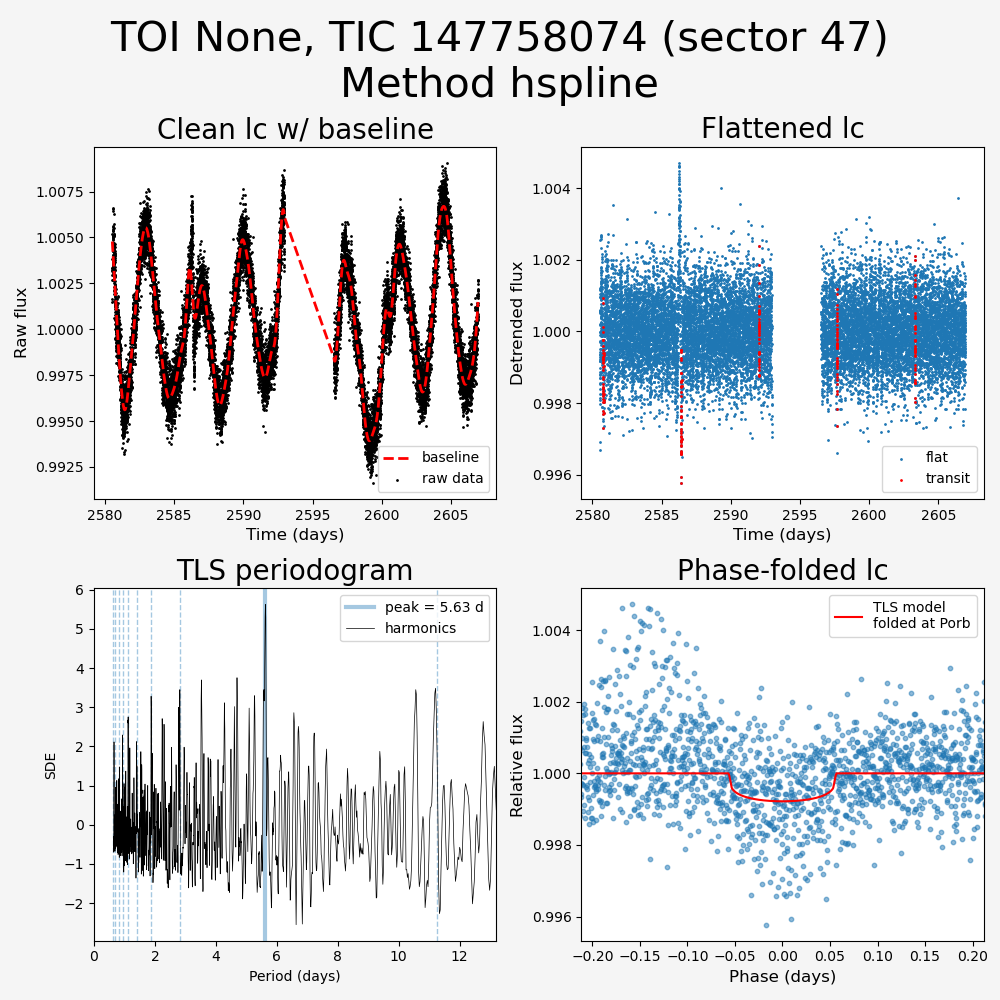 TOI None, TIC 147758074 (sector 47)
Method hspline
Clean lc w/ baseline
Raw flux
1.0075
1.0050
1.0025
1.0000
0.9975
0.9950
0.9925
baseline
raw data
2580 2585 2590 2595 2600 2605
Time (days)
Flattened lc
Detrended flux
1.004
1.002
1.000
0.998
0.996
flat
transit
2580 2585 2590 2595 2600 2605
Time (days)
TLS periodogram
SDE
6
5
4
3
2
1
0
−1
−2
peak = 5.63 d
harmonics
0 2 4 6 8 10 12
Period (days)
Phase-folded lc
Relative flux
1.004
1.002
1.000
0.998
0.996
TLS model
folded at Porb
−0.20 −0.15 −0.10 −0.05 0.00 0.05 0.10 0.15 0.20
Phase (days)